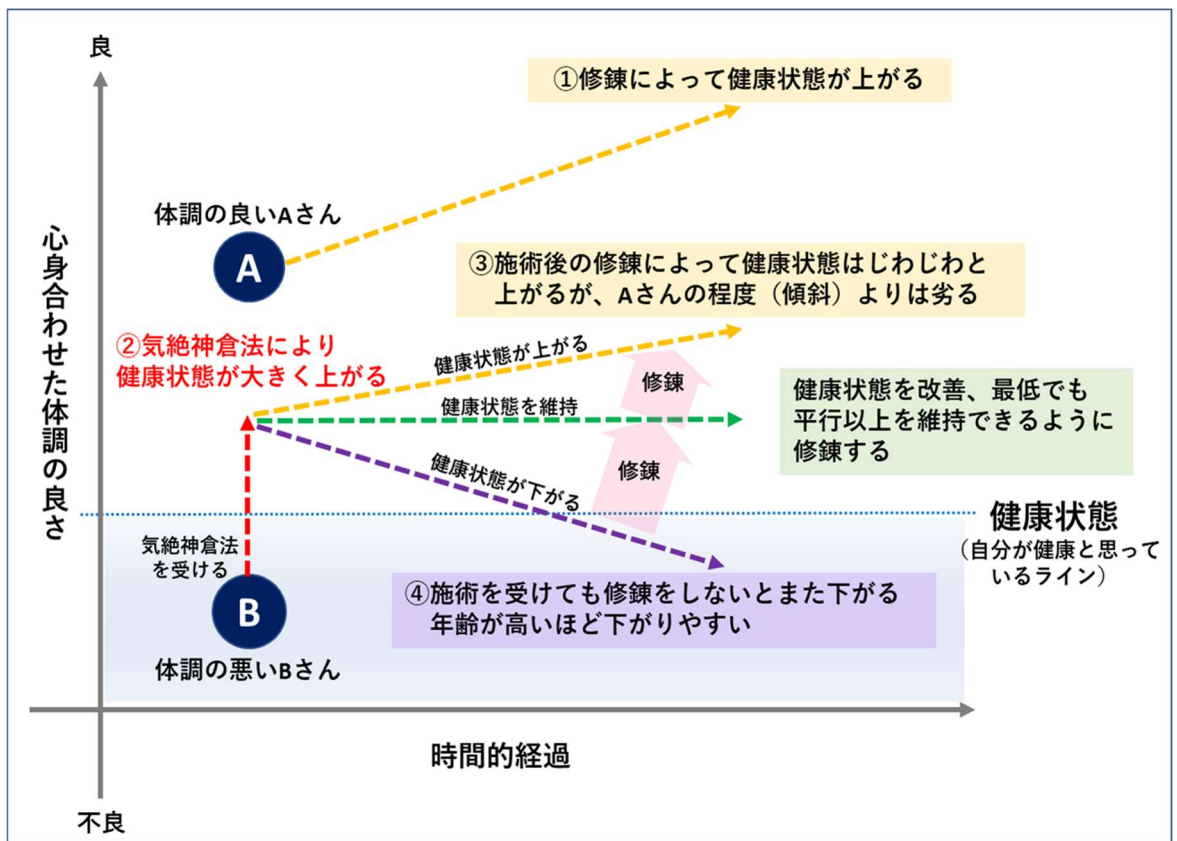 良
①修錬によって健康状態が上がる
体調の良いAさん
A
心身合わせた体調の良さ
③施術後の修錬によって健康状態はじわじわと
上がるが、Aさんの程度（傾斜）よりは劣る
②気絶神倉法により
健康状態が大きく上がる
健康状態が上がる
修錬
健康状態を維持
健康状態を改善、最低でも
平行以上を維持できるように
修錬する
健康状態が下がる
修錬
健康状態
（自分が健康と思って
いるライン）
気絶神倉法
を受ける
B
体調の悪いBさん
④施術を受けても修錬をしないとまた下がる
年齢が高いほど下がりやすい
時間的経過
不良